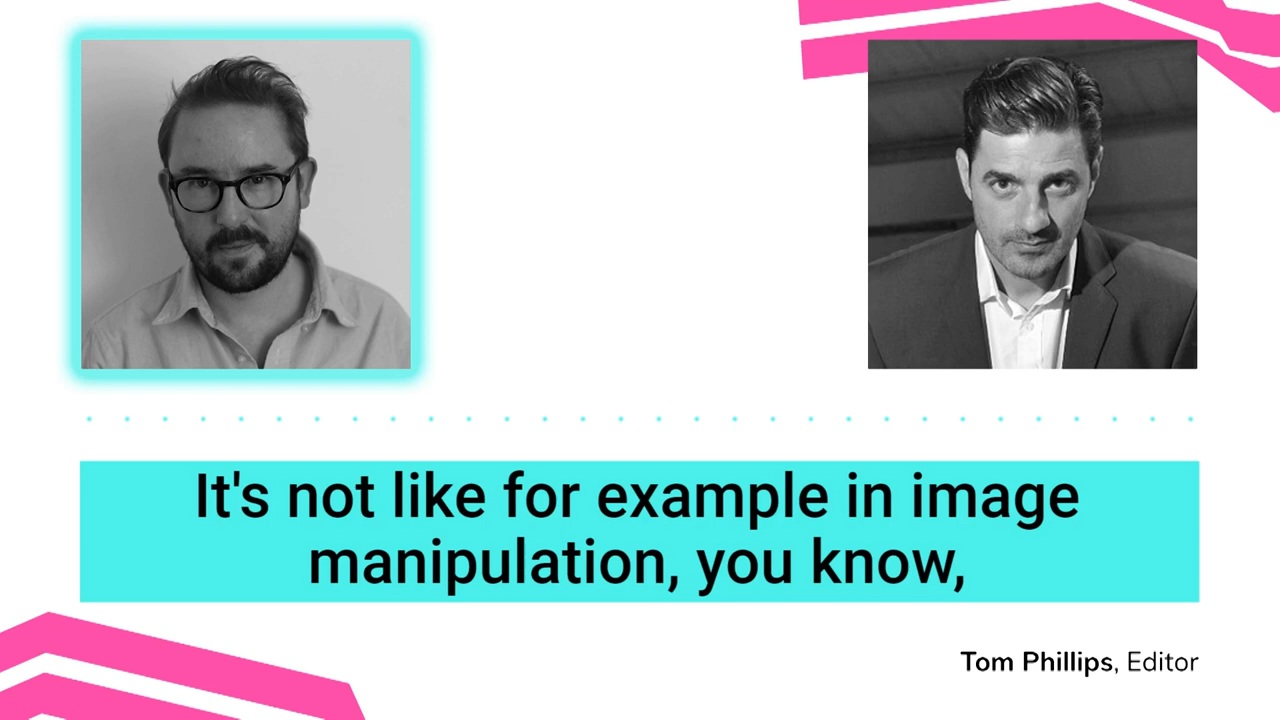 It's not like for example in image
manipulation, you know,
Tom Phillips, Editor